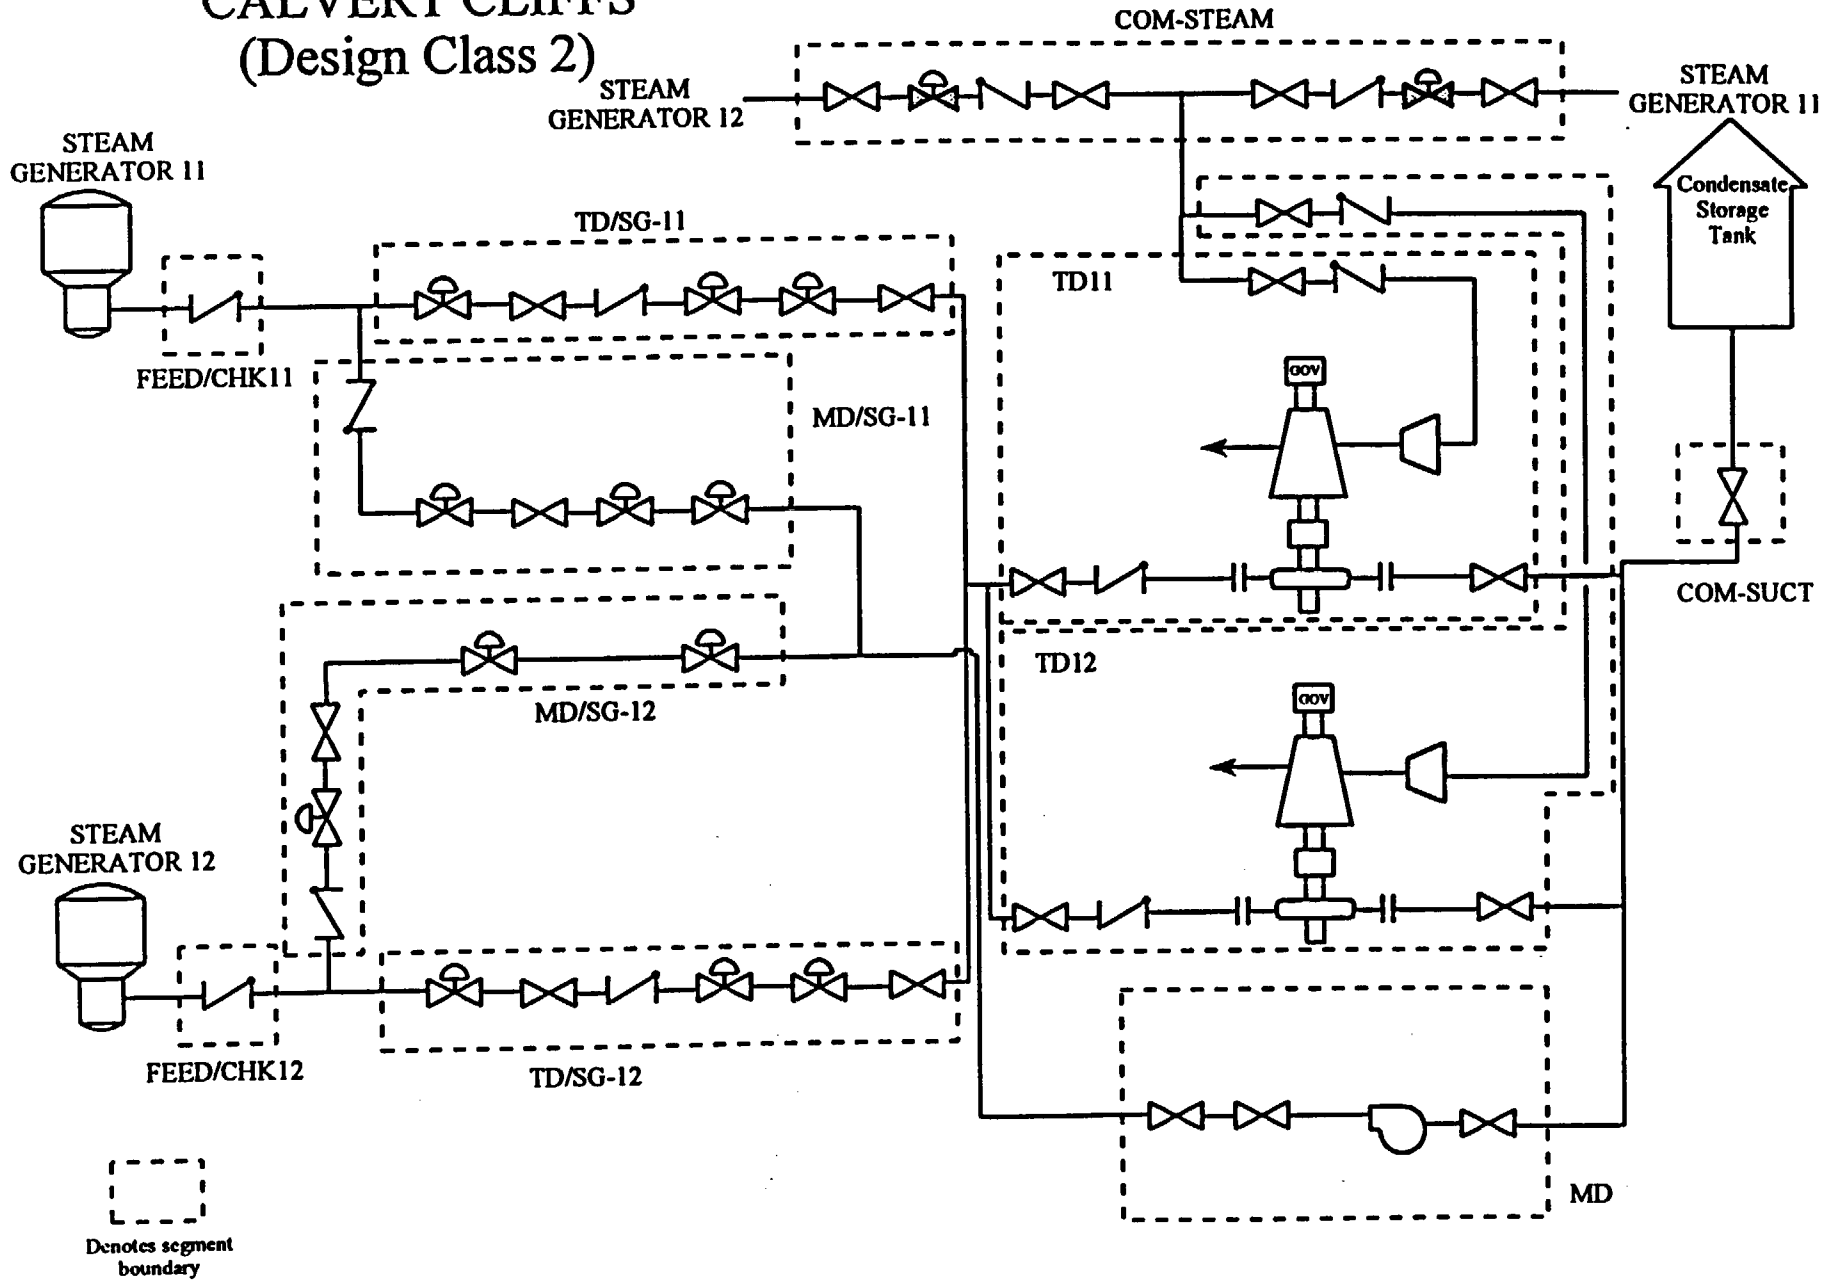 CALVERT CLIFFS
(Design Class 2)
COM-STEAM
STEAM
GENERATOR 12
STEAM
GENERATOR 11
STEAM
GENERATOR 11
Condensate
Storage
Tank
TD/SG-11
TD11
FEED/CHK11
GOV
MD/SG-11
COM-SUCT
TD12
GOV
MD/SG-12
STEAM
GENERATOR 12
FEED/CHK12
TD/SG-12
MD
Denotes segment
boundary